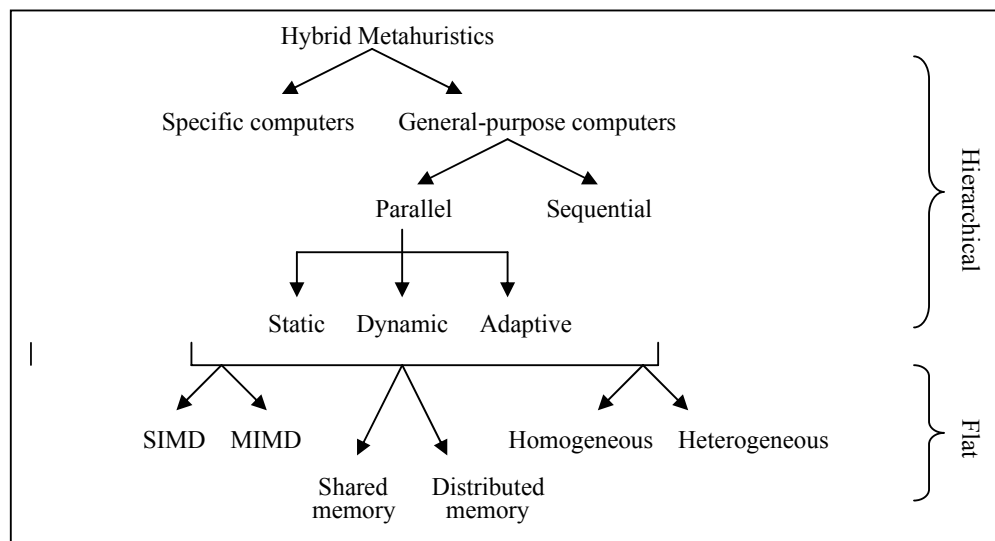 Hybrid Metahuristics
Specific computers
General-purpose computers
Parallel
Sequential
Static
Dynamic
Adaptive
Hierarchical
SIMD
MIMD
Shared
memory
Distributed
memory
Homogeneous
Heterogeneous
Flat